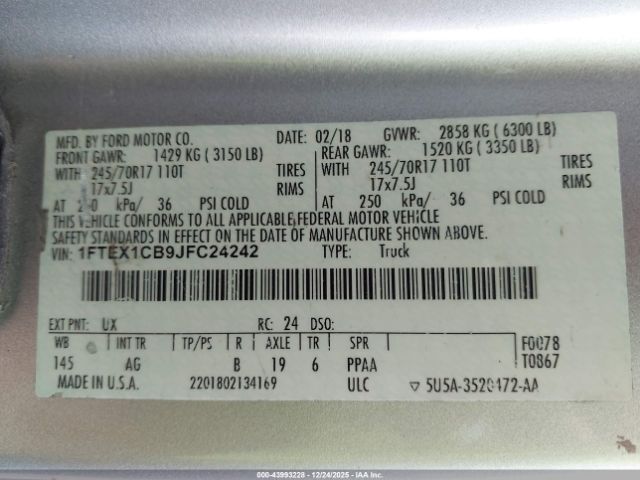 MFD. BY FORD MOTOR CO. DATE: 02/18 GVWR: 2858 KG ( 6300 LB)
FRONT GAWR: 1429 KG ( 3150 LB) REAR GAWR: 1520 KG ( 3350 LB)
WITH 245/70R17 110T TIRES WITH 245/70R17 110T TIRES
17x7.5J RIMS 17x7.5J RIMS
AT kPa/ 36 PSI COLD AT 250 kPa/ 36 PSI COLD
THIS VEHICLE CONFORMS TO ALL APPLICABLE FEDERAL MOTOR VEHICLE
SAFETY STANDARDS IN EFFECT ON THE DATE OF MANUFACTURE SHOWN ABOVE.
VIN: 1FTEX1CB9JFC24242 TYPE: Truck
EXT PNT: UX RC: 24 DSO:
WB INT TR TP/PS R AXLE TR SPR F0078
145 AG B 19 6 PPAA T0867
MADE IN U.S.A. 2201802134169 ULC ▽ 5U5A-3520472-AA
000-43993228 - 12/24/2025 - IAA Inc.